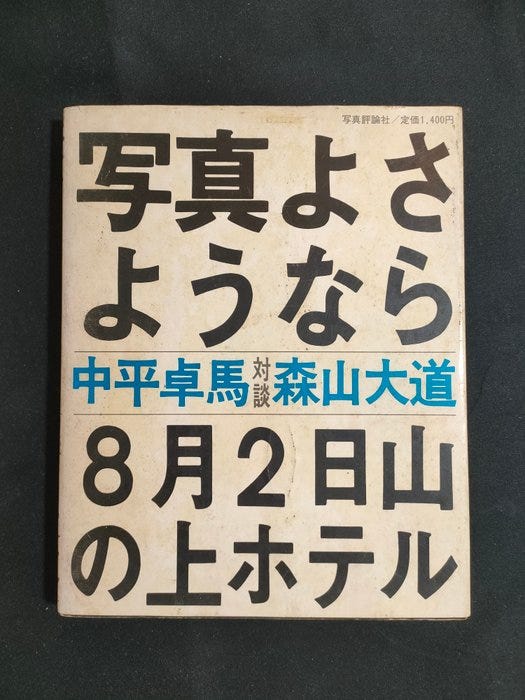 写真評論社／定価1,400円
写真よさ
ようなら
中平卓馬対談森山大道
8月2日山
の上ホテル